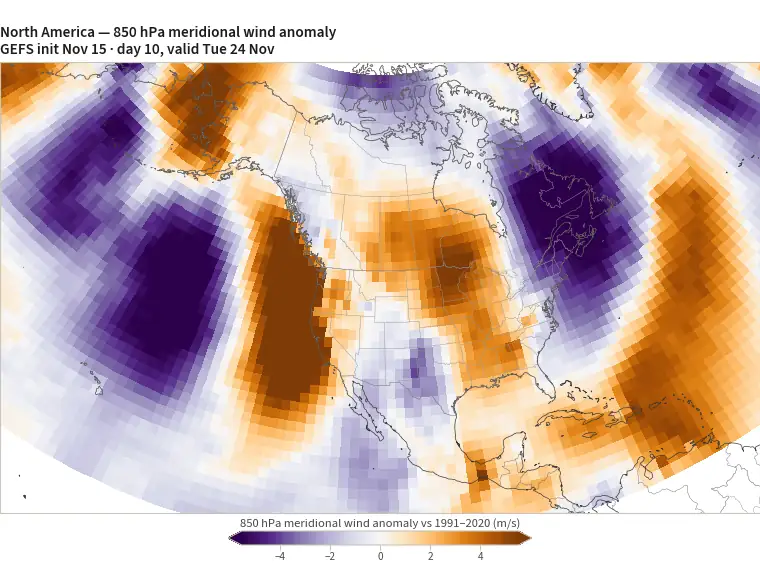 North America — 850 hPa meridional wind anomaly
GEFS init Nov 15 · day 10, valid Tue 24 Nov
850 hPa meridional wind anomaly vs 1991–2020 (m/s)
−4 −2 0 2 4